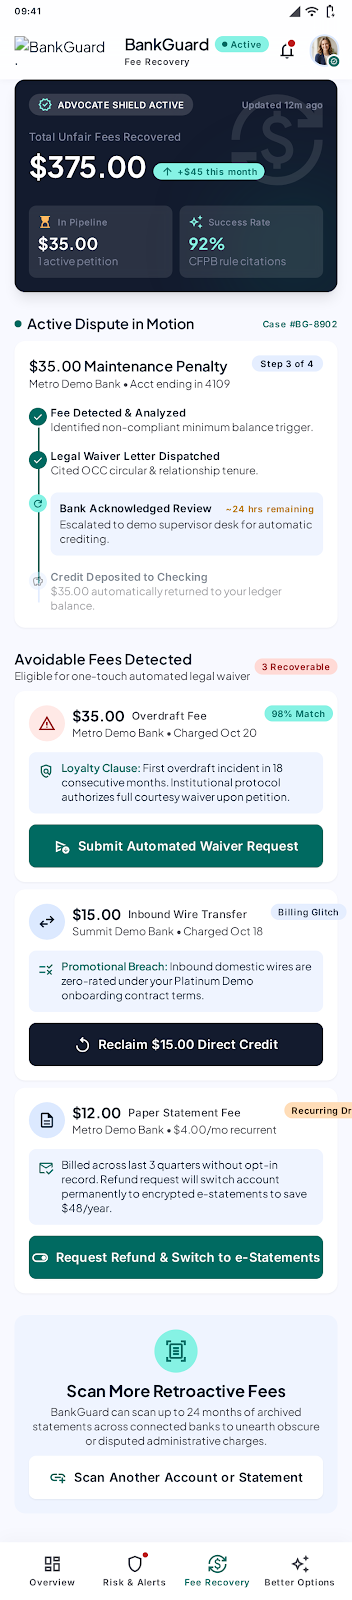 09:41
BankGuard
.
BankGuard
Active
Fee Recovery
ADVOCATE SHIELD ACTIVE
Updated 12m ago
Total Unfair Fees Recovered
$375.00
+$45 this month
In Pipeline
$35.00
1 active petition
Success Rate
92%
CFPB rule citations
Active Dispute in Motion
Case #BG-8902
$35.00 Maintenance Penalty
Step 3 of 4
Metro Demo Bank • Acct ending in 4109
Fee Detected & Analyzed
Identified non-compliant minimum balance trigger.
Legal Waiver Letter Dispatched
Cited OCC circular & relationship tenure.
Bank Acknowledged Review
~24 hrs remaining
Escalated to demo supervisor desk for automatic
crediting.
Credit Deposited to Checking
$35.00 automatically returned to your ledger
balance.
Avoidable Fees Detected
Eligible for one-touch automated legal waiver
3 Recoverable
$35.00 Overdraft Fee
98% Match
Metro Demo Bank • Charged Oct 20
Loyalty Clause: First overdraft incident in 18
consecutive months. Institutional protocol
authorizes full courtesy waiver upon petition.
Submit Automated Waiver Request
$15.00 Inbound Wire Transfer
Billing Glitch
Summit Demo Bank • Charged Oct 18
Promotional Breach: Inbound domestic wires are
zero-rated under your Platinum Demo
onboarding contract terms.
Reclaim $15.00 Direct Credit
$12.00 Paper Statement Fee
Recurring Dr
Metro Demo Bank • $4.00/mo recurrent
Billed across last 3 quarters without opt-in
record. Refund request will switch account
permanently to encrypted e-statements to save
$48/year.
Request Refund & Switch to e-Statements
Scan More Retroactive Fees
BankGuard can scan up to 24 months of archived
statements across connected banks to unearth obscure
or disputed administrative charges.
Scan Another Account or Statement
Overview
Risk & Alerts
Fee Recovery
Better Options